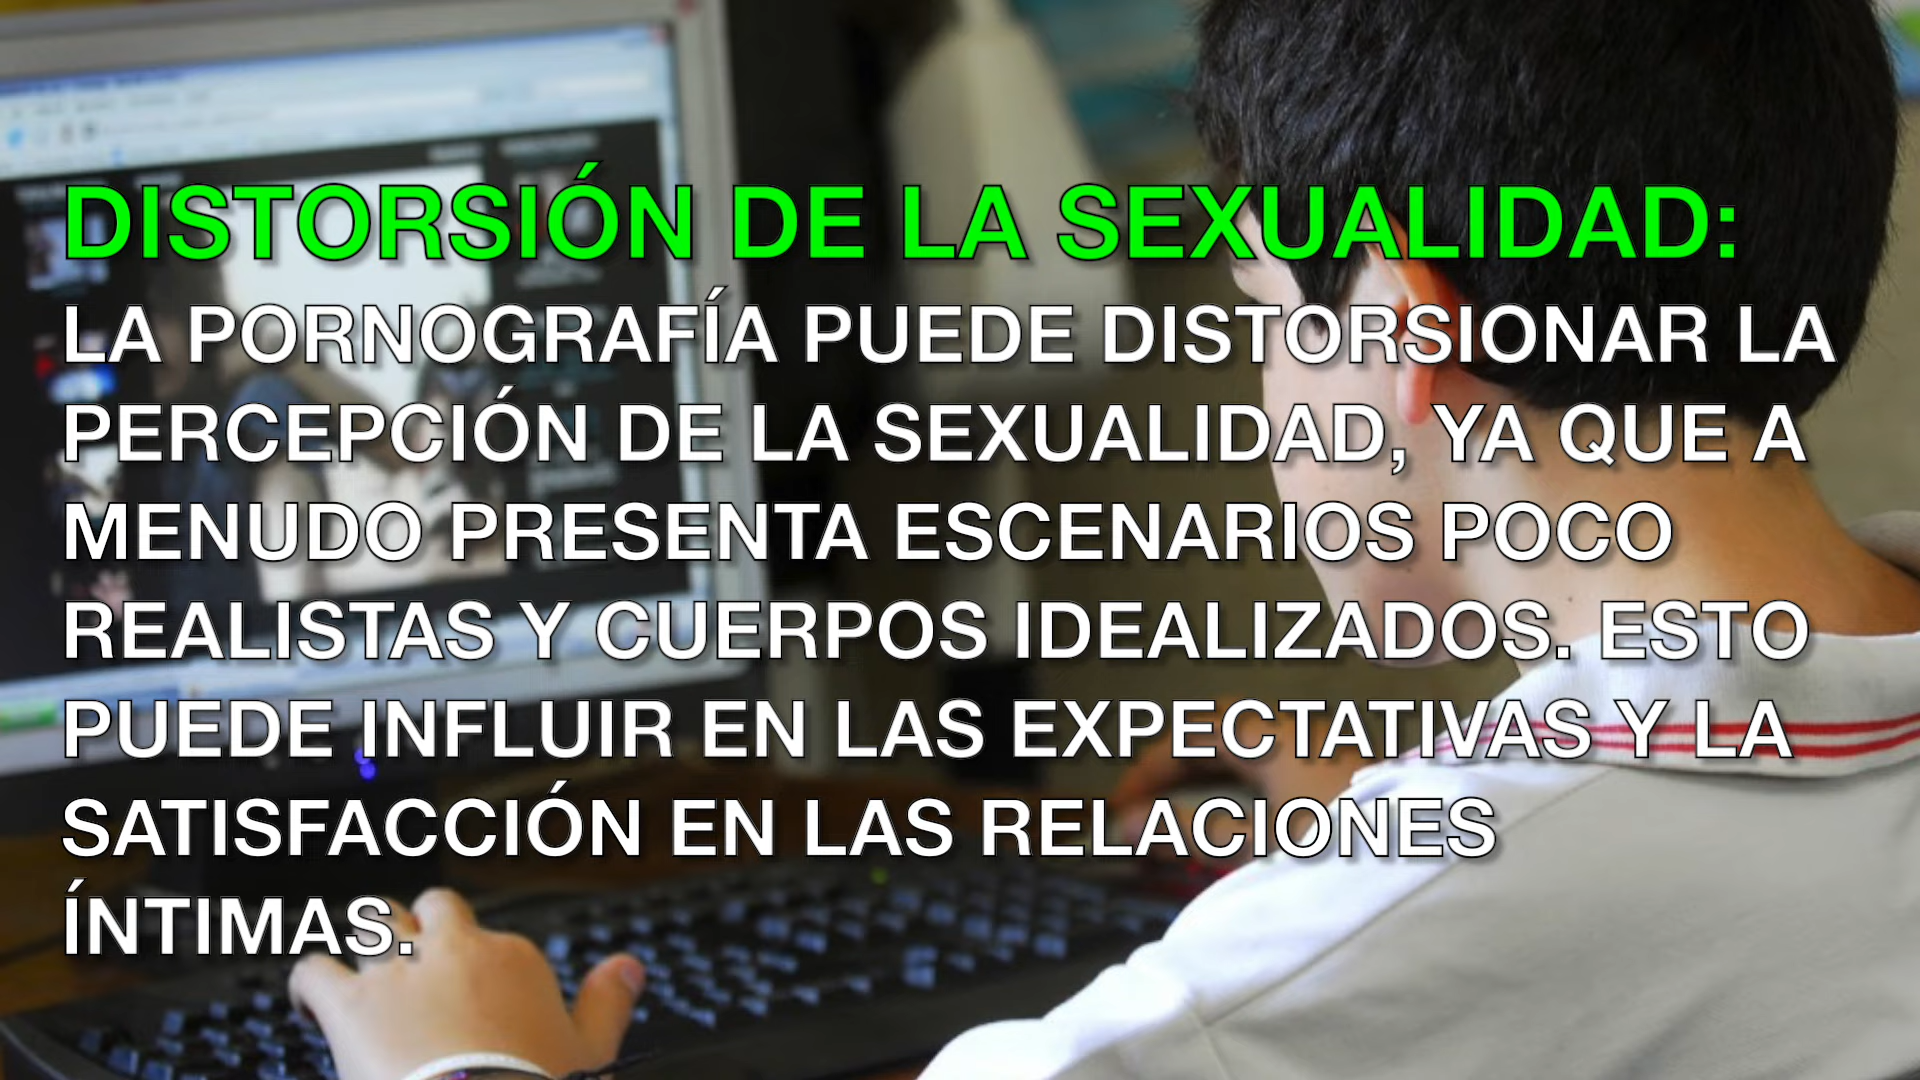 DISTORSIÓN DE LA SEXUALIDAD:
LA PORNOGRAFÍA PUEDE DISTORSIONAR LA
PERCEPCIÓN DE LA SEXUALIDAD, YA QUE A
MENUDO PRESENTA ESCENARIOS POCO
REALISTAS Y CUERPOS IDEALIZADOS. ESTO
PUEDE INFLUIR EN LAS EXPECTATIVAS Y LA
SATISFACCIÓN EN LAS RELACIONES
ÍNTIMAS.